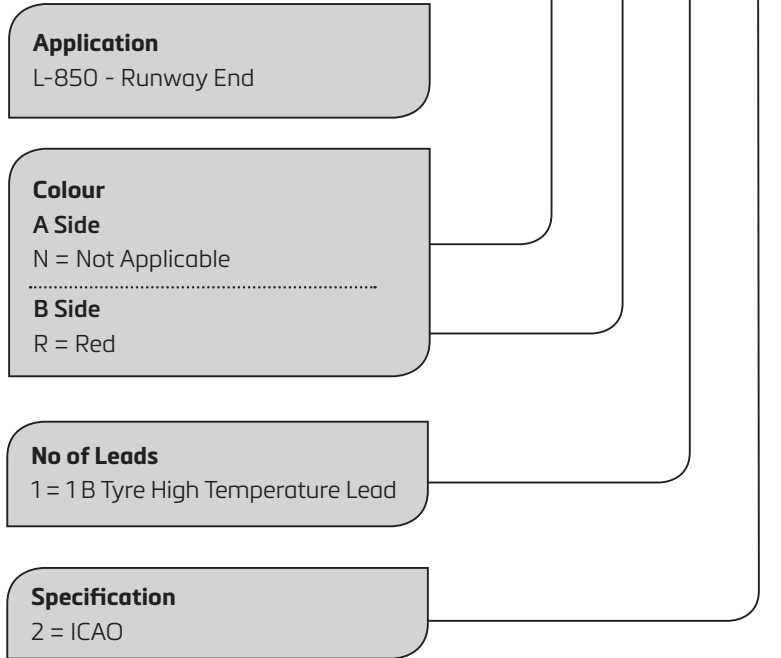 Application
L-850 - Runway End
Colour
A Side
N = Not Applicable
B Side
R = Red
No of Leads
1 = 1 B Tyre High Temperature Lead
Specification
2 = ICAO